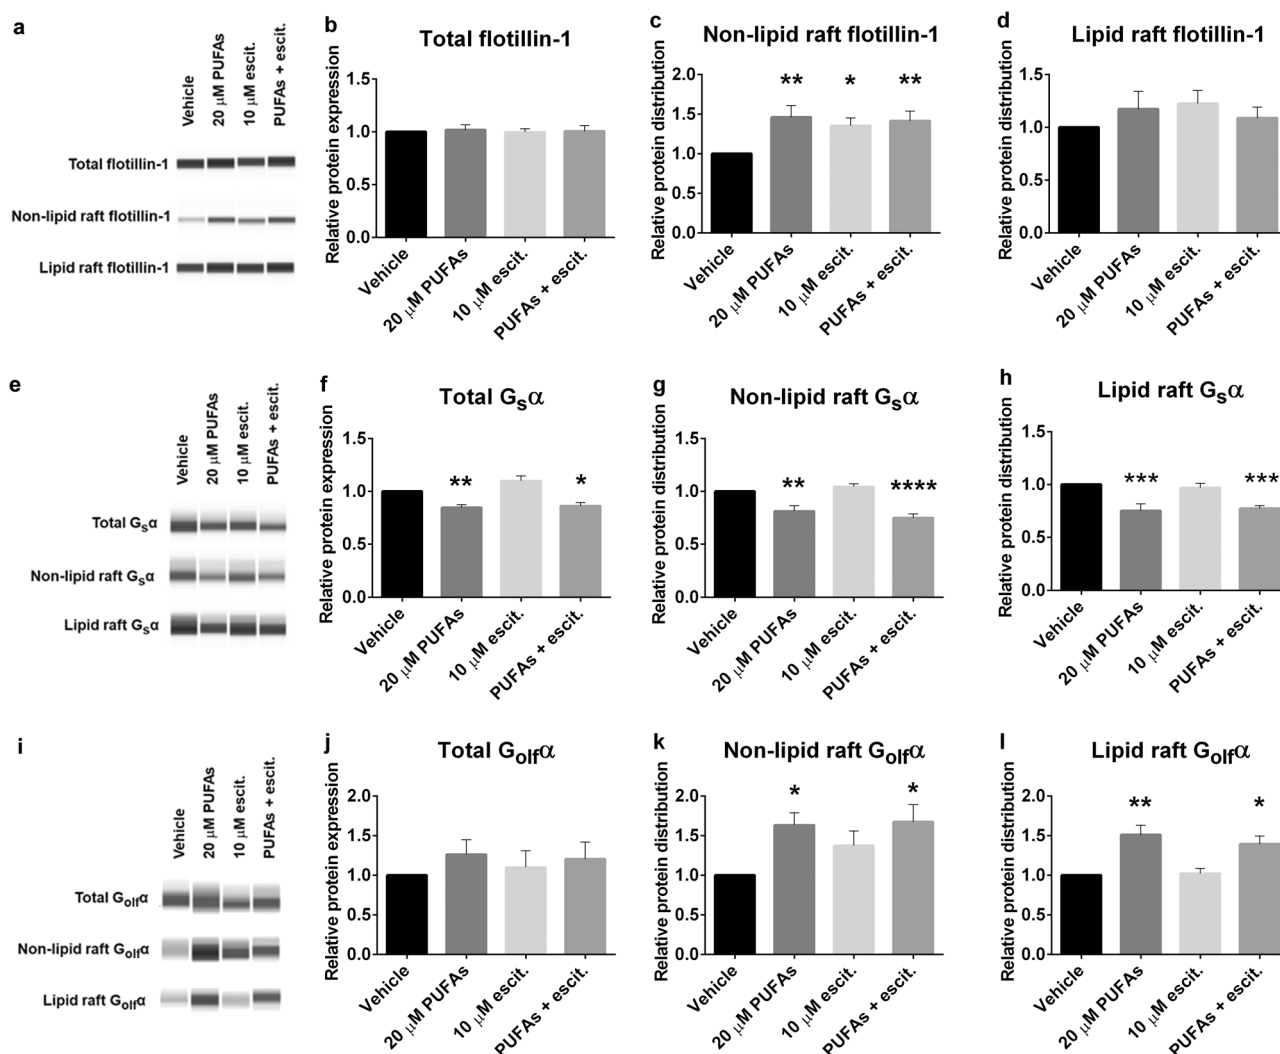 a
Vehicle
20 μM PUFAs
10 μM escit.
PUFAs + escit.
Total flotillin-1
Non-lipid raft flotillin-1
Lipid raft flotillin-1
b
Total flotillin-1
Relative protein expression
1.5
1.0
0.5
0.0
Vehicle
20 μM PUFAs
10 μM escit.
PUFAs + escit.
c
Non-lipid raft flotillin-1
Relative protein distribution
2.0
1.5
1.0
0.5
0.0
**
*
**
Vehicle
20 μM PUFAs
10 μM escit.
PUFAs + escit.
d
Lipid raft flotillin-1
Relative protein distribution
1.5
1.0
0.5
0.0
Vehicle
20 μM PUFAs
10 μM escit.
PUFAs + escit.
e
Vehicle
20 μM PUFAs
10 μM escit.
PUFAs + escit.
Total Gsα
Non-lipid raft Gsα
Lipid raft Gsα
f
Total Gsα
Relative protein expression
1.5
1.0
0.5
0.0
**
*
Vehicle
20 μM PUFAs
10 μM escit.
PUFAs + escit.
g
Non-lipid raft Gsα
Relative protein distribution
1.5
1.0
0.5
0.0
**
****
Vehicle
20 μM PUFAs
10 μM escit.
PUFAs + escit.
h
Lipid raft Gsα
Relative protein distribution
1.5
1.0
0.5
0.0
***
***
Vehicle
20 μM PUFAs
10 μM escit.
PUFAs + escit.
i
Vehicle
20 μM PUFAs
10 μM escit.
PUFAs + escit.
Total Golfα
Non-lipid raft Golfα
Lipid raft Golfα
j
Total Golfα
Relative protein expression
2.0
1.5
1.0
0.5
0.0
Vehicle
20 μM PUFAs
10 μM escit.
PUFAs + escit.
k
Non-lipid raft Golfα
Relative protein distribution
2.0
1.5
1.0
0.5
0.0
*
*
Vehicle
20 μM PUFAs
10 μM escit.
PUFAs + escit.
l
Lipid raft Golfα
Relative protein distribution
2.0
1.5
1.0
0.5
0.0
**
*
Vehicle
20 μM PUFAs
10 μM escit.
PUFAs + escit.